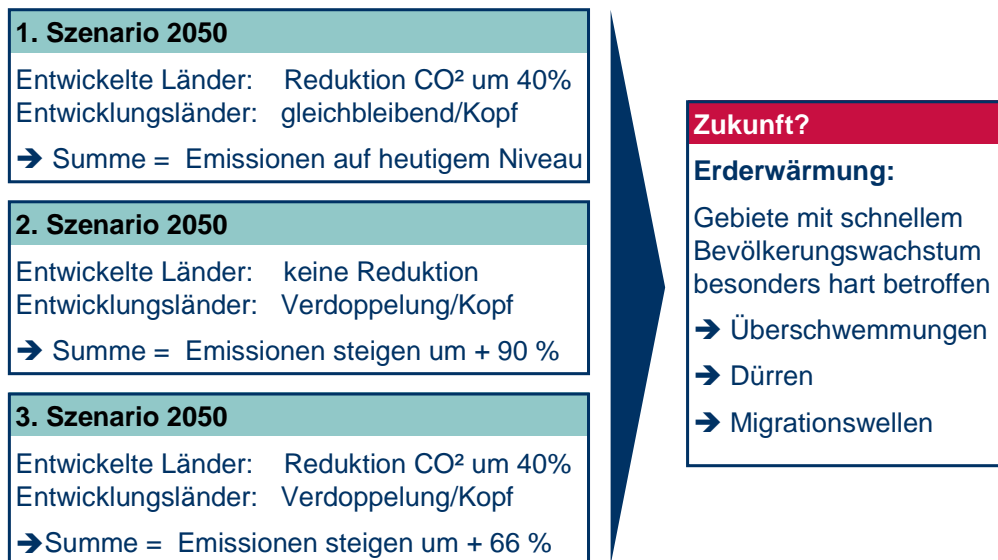 1. Szenario 2050
Entwickelte Länder: Reduktion CO² um 40%
Entwicklungsländer: gleichbleibend/Kopf
➔ Summe = Emissionen auf heutigem Niveau
2. Szenario 2050
Entwickelte Länder: keine Reduktion
Entwicklungsländer: Verdoppelung/Kopf
➔ Summe = Emissionen steigen um + 90 %
3. Szenario 2050
Entwickelte Länder: Reduktion CO² um 40%
Entwicklungsländer: Verdoppelung/Kopf
➔Summe = Emissionen steigen um + 66 %
Zukunft?
Erderwärmung:
Gebiete mit schnellem
Bevölkerungswachstum
besonders hart betroffen
➔ Überschwemmungen
➔ Dürren
➔ Migrationswellen